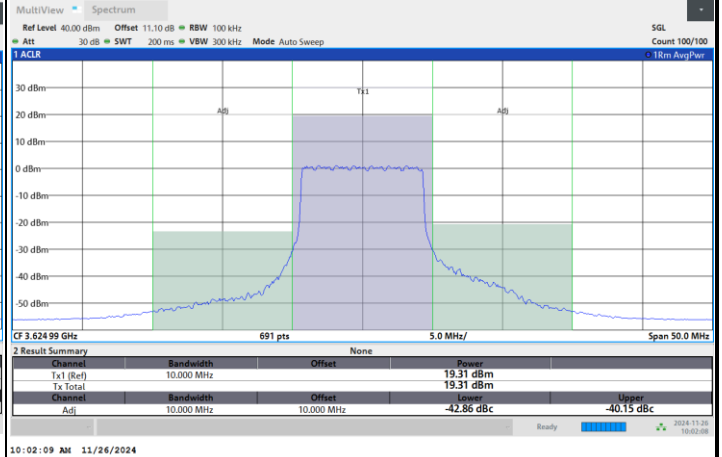 MultiView Spectrum
Ref Level 40.00 dBm Offset 11.10 dB RBW 100 kHz SGL
Att 30 dB SWT 200 ms VBW 300 kHz Mode Auto Sweep Count 100/100
1 ACLR 1Rm AvgPwr
Tx1
30 dBm
Adj Adj
20 dBm
10 dBm
0 dBm
-10 dBm
-20 dBm
-30 dBm
-40 dBm
-50 dBm
CF 3.624 99 GHz 691 pts 5.0 MHz/ Span 50.0 MHz
2 Result Summary None
Channel Bandwidth Offset Power
Tx1 (Ref) 10.000 MHz 19.31 dBm
Tx Total 19.31 dBm
Channel Bandwidth Offset Lower Upper
Adj 10.000 MHz 10.000 MHz -42.86 dBc -40.15 dBc
Ready 2024-11-26
10:02:08
10:02:09 AM 11/26/2024